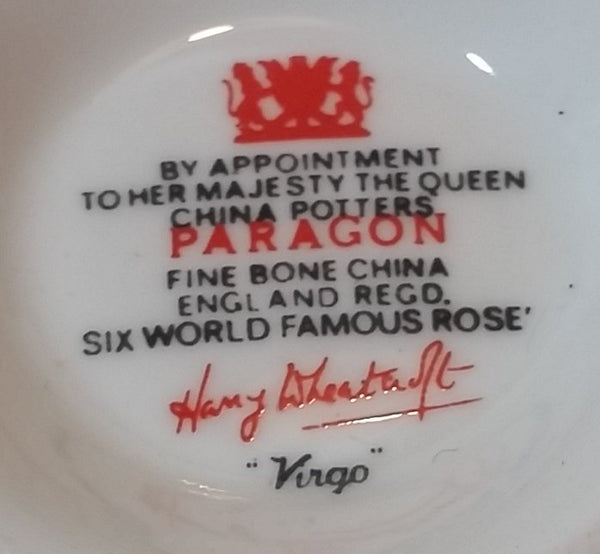 BY APPOINTMENT
TO HER MAJESTY THE QUEEN
CHINA POTTERS
PARAGON
FINE BONE CHINA
ENGLAND REGD.
SIX WORLD FAMOUS ROSE'
Harry Wheatcroft
"Virgo"